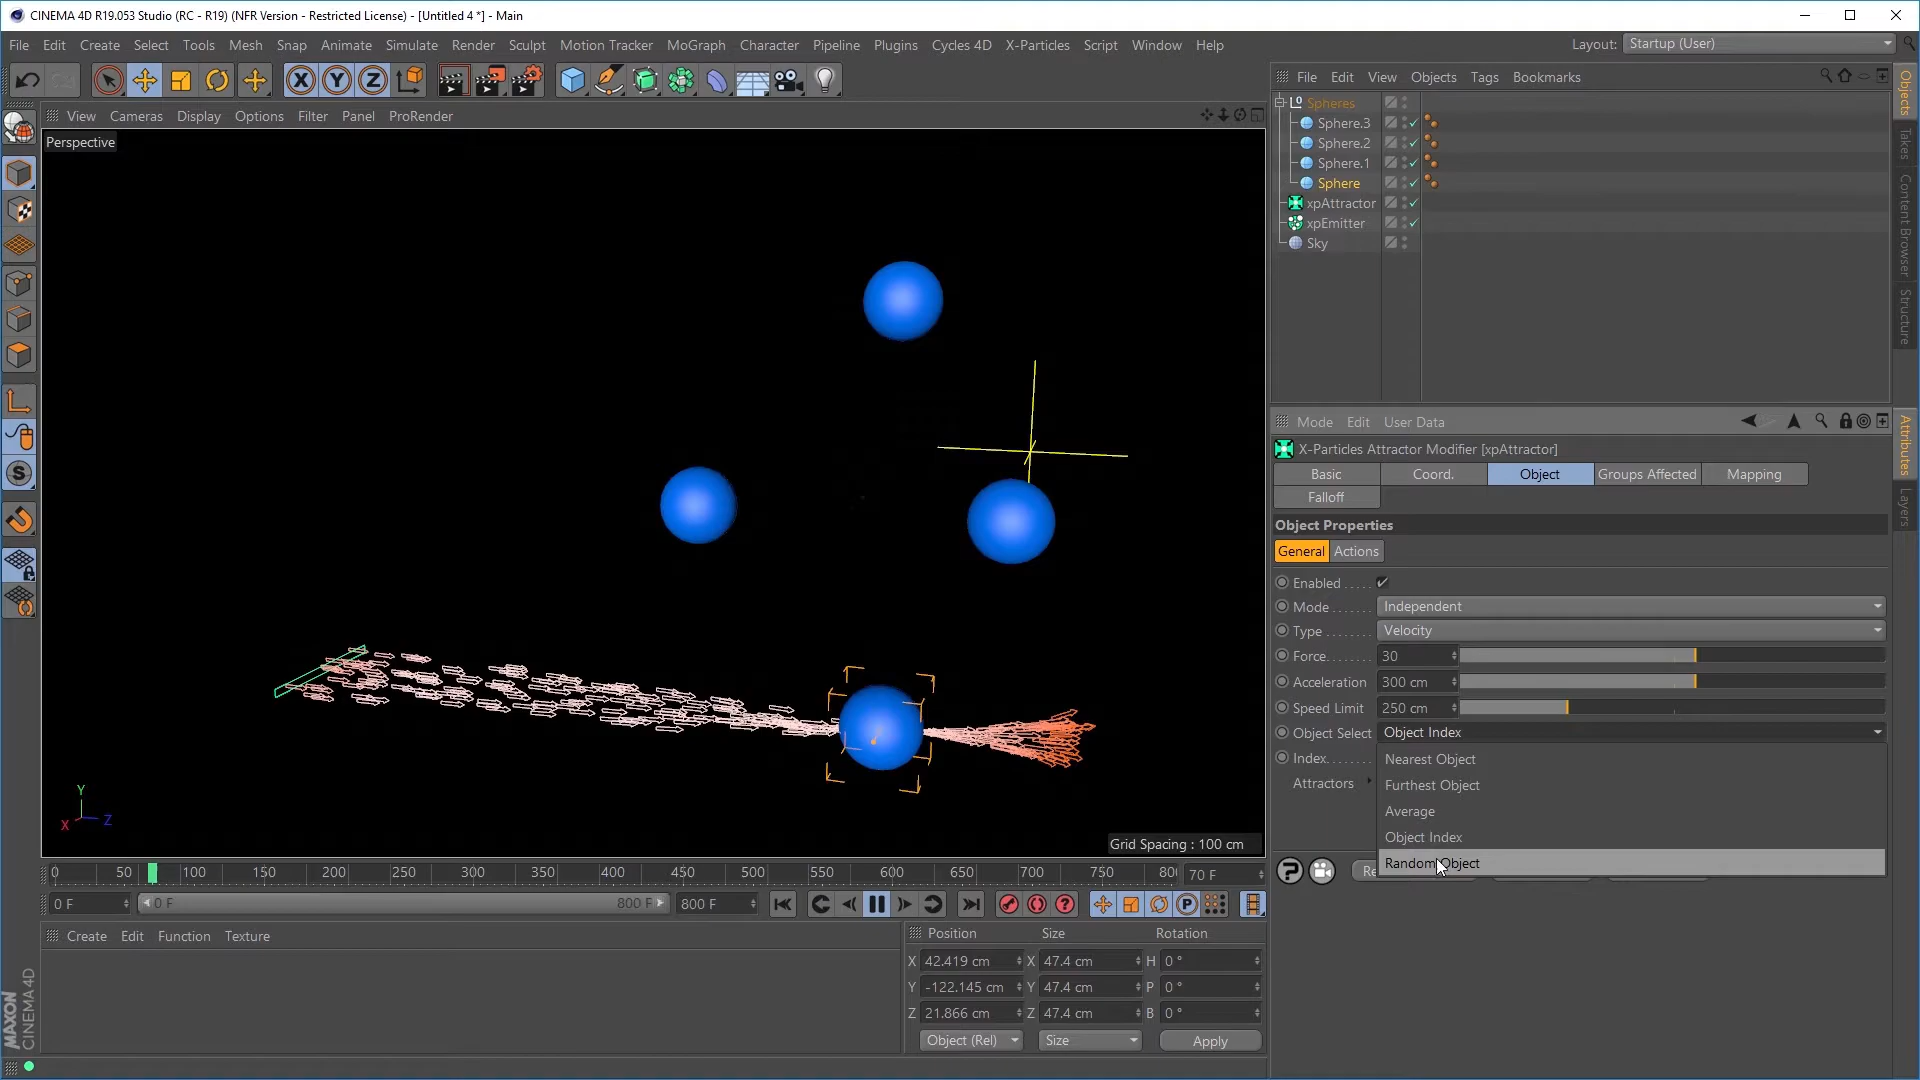 CINEMA 4D R19.053 Studio (RC - R19) (NFR Version - Restricted License) - [Untitled 4 *] - Main
File Edit Create Select Tools Mesh Snap Animate Simulate Render Sculpt Motion Tracker MoGraph Character Pipeline Plugins Cycles 4D X-Particles Script Window Help
Layout: Startup (User)
X Y Z
File Edit View Objects Tags Bookmarks
View Cameras Display Options Filter Panel ProRender
Perspective
Spheres
Sphere.3
Sphere.2
Sphere.1
Sphere
xpAttractor
xpEmitter
Sky
Objects
Takes
Content Browser
Structure
Attributes
Layers
Mode Edit User Data
X-Particles Attractor Modifier [xpAttractor]
Basic Coord. Object Groups Affected Mapping
Falloff
Object Properties
General Actions
Enabled . . . . .
Mode . . . . . . . Independent
Type . . . . . . . . Velocity
Force. . . . . . . . 30
Acceleration 300 cm
Speed Limit 250 cm
Object Select Object Index
Index. . . . . . . .
Attractors
Nearest Object
Furthest Object
Average
Object Index
Random Object
Re
S
Y
X Z
Grid Spacing : 100 cm
0 50 100 150 200 250 300 350 400 450 500 550 600 650 700 750 80 70 F
0 F 0 F 800 F 800 F
P
Create Edit Function Texture
Position Size Rotation
X 42.419 cm X 47.4 cm H 0 °
Y -122.145 cm Y 47.4 cm P 0 °
Z 21.866 cm Z 47.4 cm B 0 °
Object (Rel) Size Apply
MAXON
CINEMA 4D